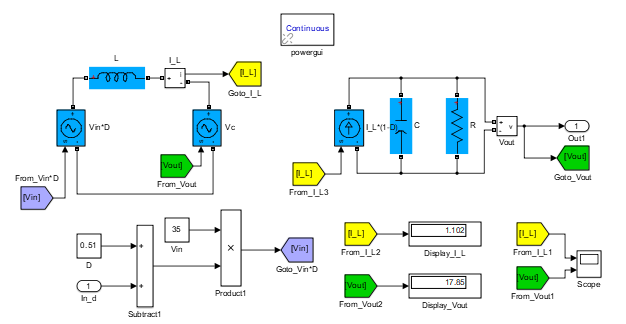 Continuous
powergui
L
I_L
[I_L]
Goto_I_L
Vin*D
Vc
[Vout]
From_Vout
From_Vin*D
[Vin]
I_L*(1-D)
C
R
[I_L]
From_I_L3
v
Vout
1
Out1
[Vout]
Goto_Vout
0.51
D
1
In_d
Subtract1
35
Vin
×
Product1
[Vin]
Goto_Vin*D
[I_L]
From_I_L2
1.102
Display_I_L
[Vout]
From_Vout2
17.85
Display_Vout
[I_L]
From_I_L1
[Vout]
From_Vout1
Scope